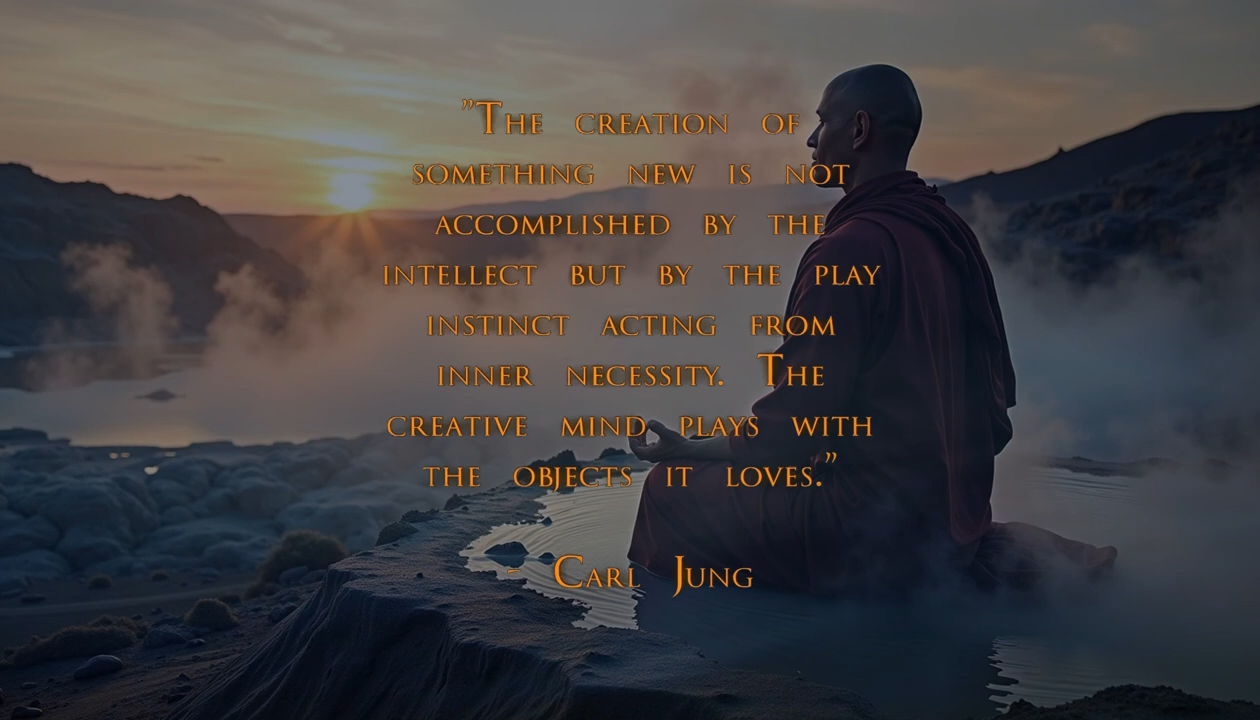 "The creation of
something new is not
accomplished by the
intellect but by the play
instinct acting from
inner necessity. The
creative mind plays with
the objects it loves."
- Carl Jung